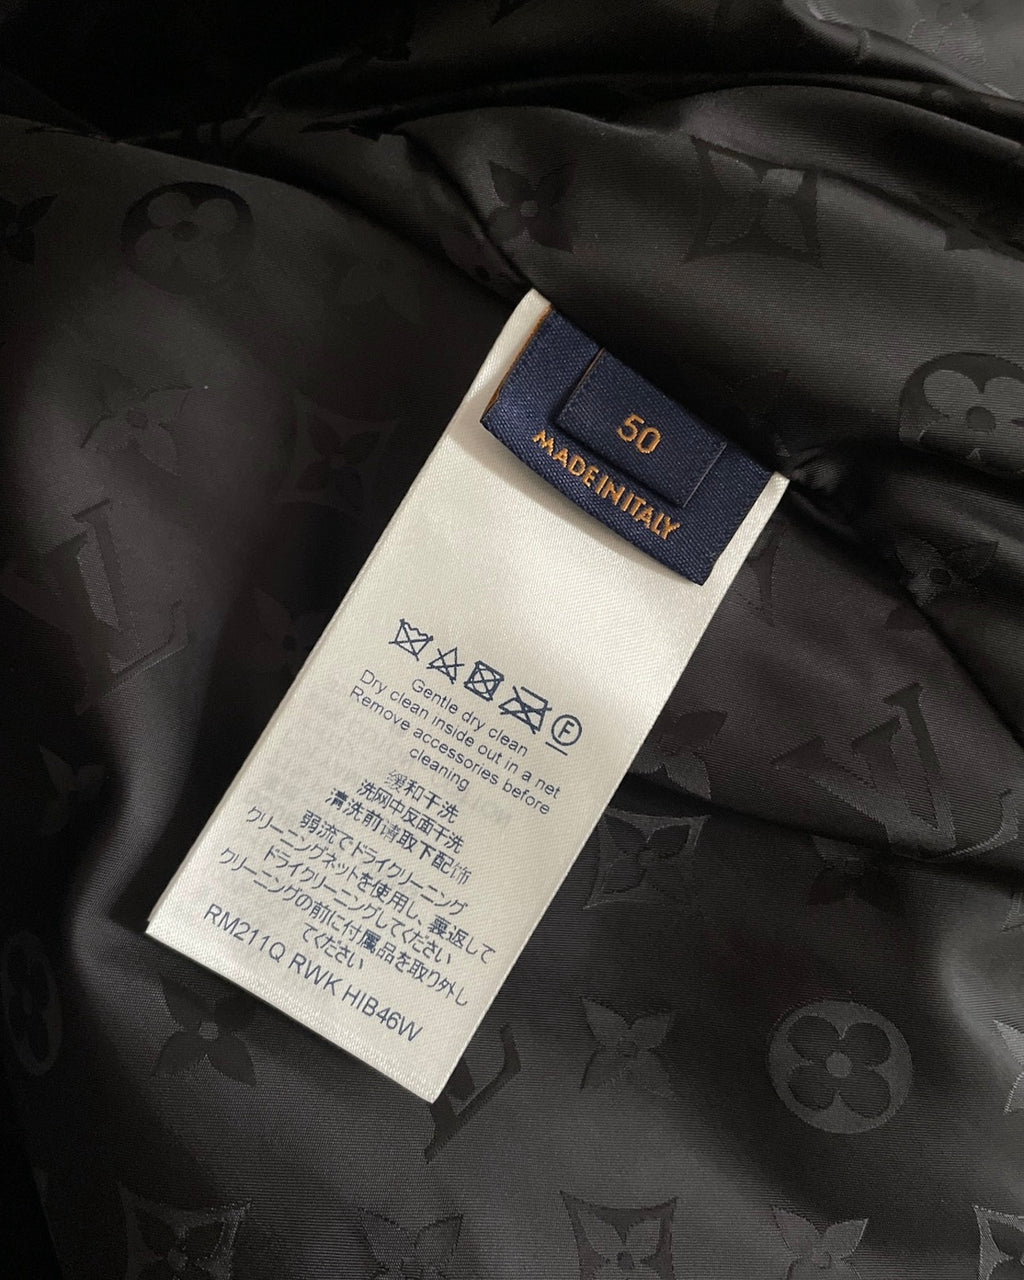 50
MADE IN ITALY
F
Gentle dry clean
Dry clean inside out in a net
Remove accessories before
cleaning
缓和干洗
洗网中反面干洗
清洗前请取下配饰
弱流でドライクリーニング
クリーニングネットを使用し、裏返して
ドライクリーニングしてください
クリーニングの前に付属品を取り外し
てください
RM211Q RWK HIB46W